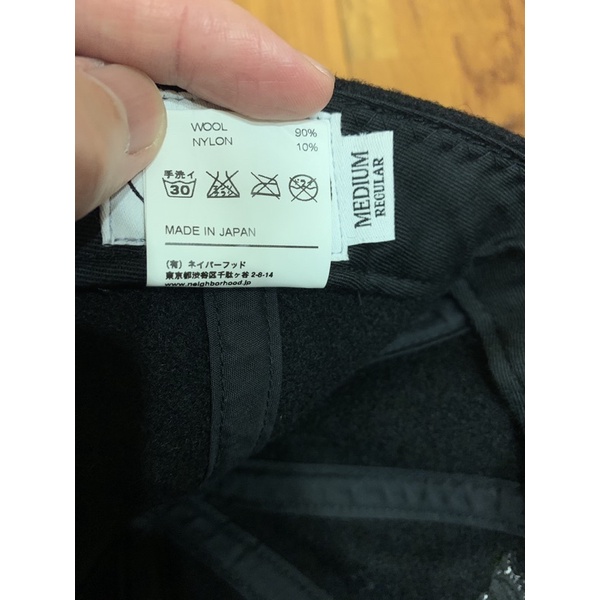 WOOL 90%
NYLON 10%
手洗イ
30
MADE IN JAPAN
(有) ネイバーフッド
東京都渋谷区千駄ヶ谷 2-6-14
www.neighborhood.jp
MEDIUM
REGULAR